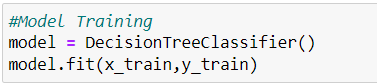 #Model Training
model = DecisionTreeClassifier()
model.fit(x_train,y_train)